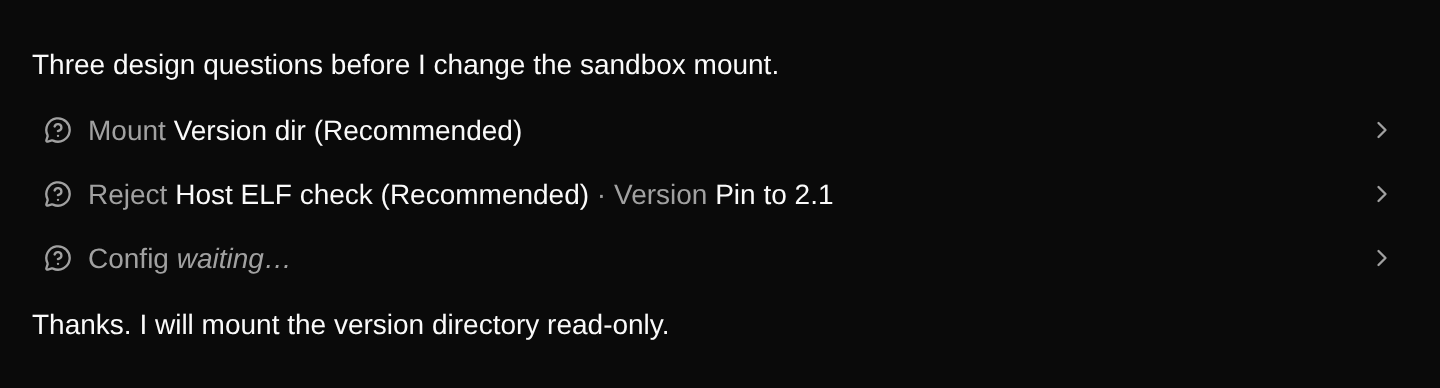 Three design questions before I change the sandbox mount.
Mount Version dir (Recommended)
Reject Host ELF check (Recommended) · Version Pin to 2.1
Config waiting…
Thanks. I will mount the version directory read-only.